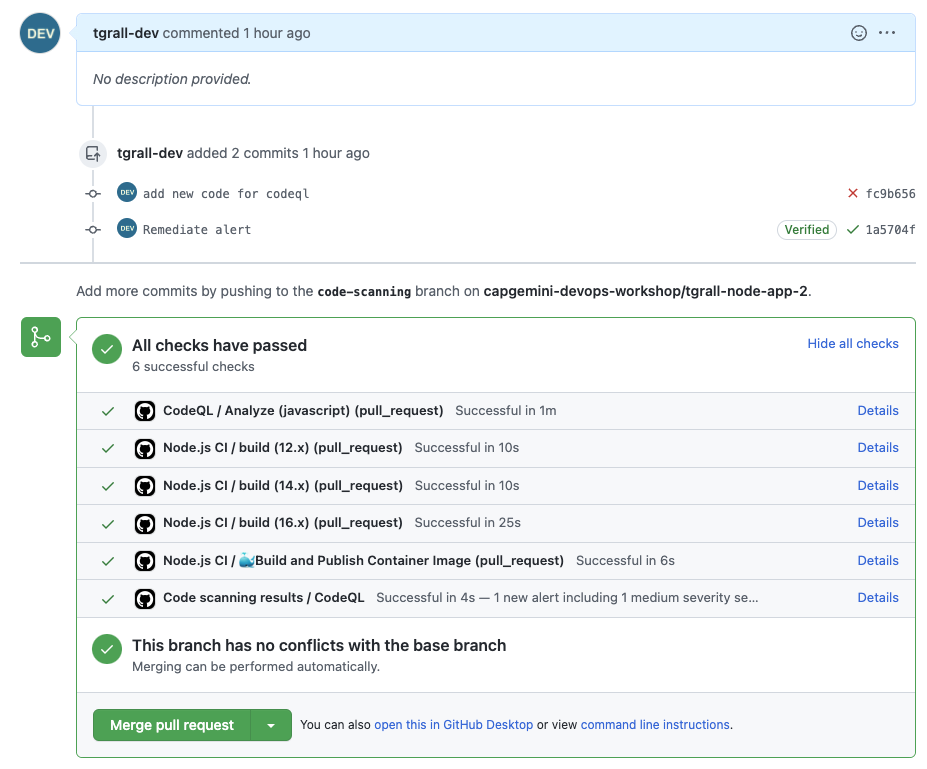 DEV
tgrall-dev commented 1 hour ago
No description provided.
tgrall-dev added 2 commits 1 hour ago
DEV add new code for codeql fc9b656
DEV Remediate alert Verified 1a5704f
Add more commits by pushing to the code-scanning branch on capgemini-devops-workshop/tgrall-node-app-2.
All checks have passed Hide all checks
6 successful checks
CodeQL / Analyze (javascript) (pull_request) Successful in 1m Details
Node.js CI / build (12.x) (pull_request) Successful in 10s Details
Node.js CI / build (14.x) (pull_request) Successful in 10s Details
Node.js CI / build (16.x) (pull_request) Successful in 25s Details
Node.js CI / 🐳Build and Publish Container Image (pull_request) Successful in 6s Details
Code scanning results / CodeQL Successful in 4s — 1 new alert including 1 medium severity se... Details
This branch has no conflicts with the base branch
Merging can be performed automatically.
Merge pull request You can also open this in GitHub Desktop or view command line instructions.